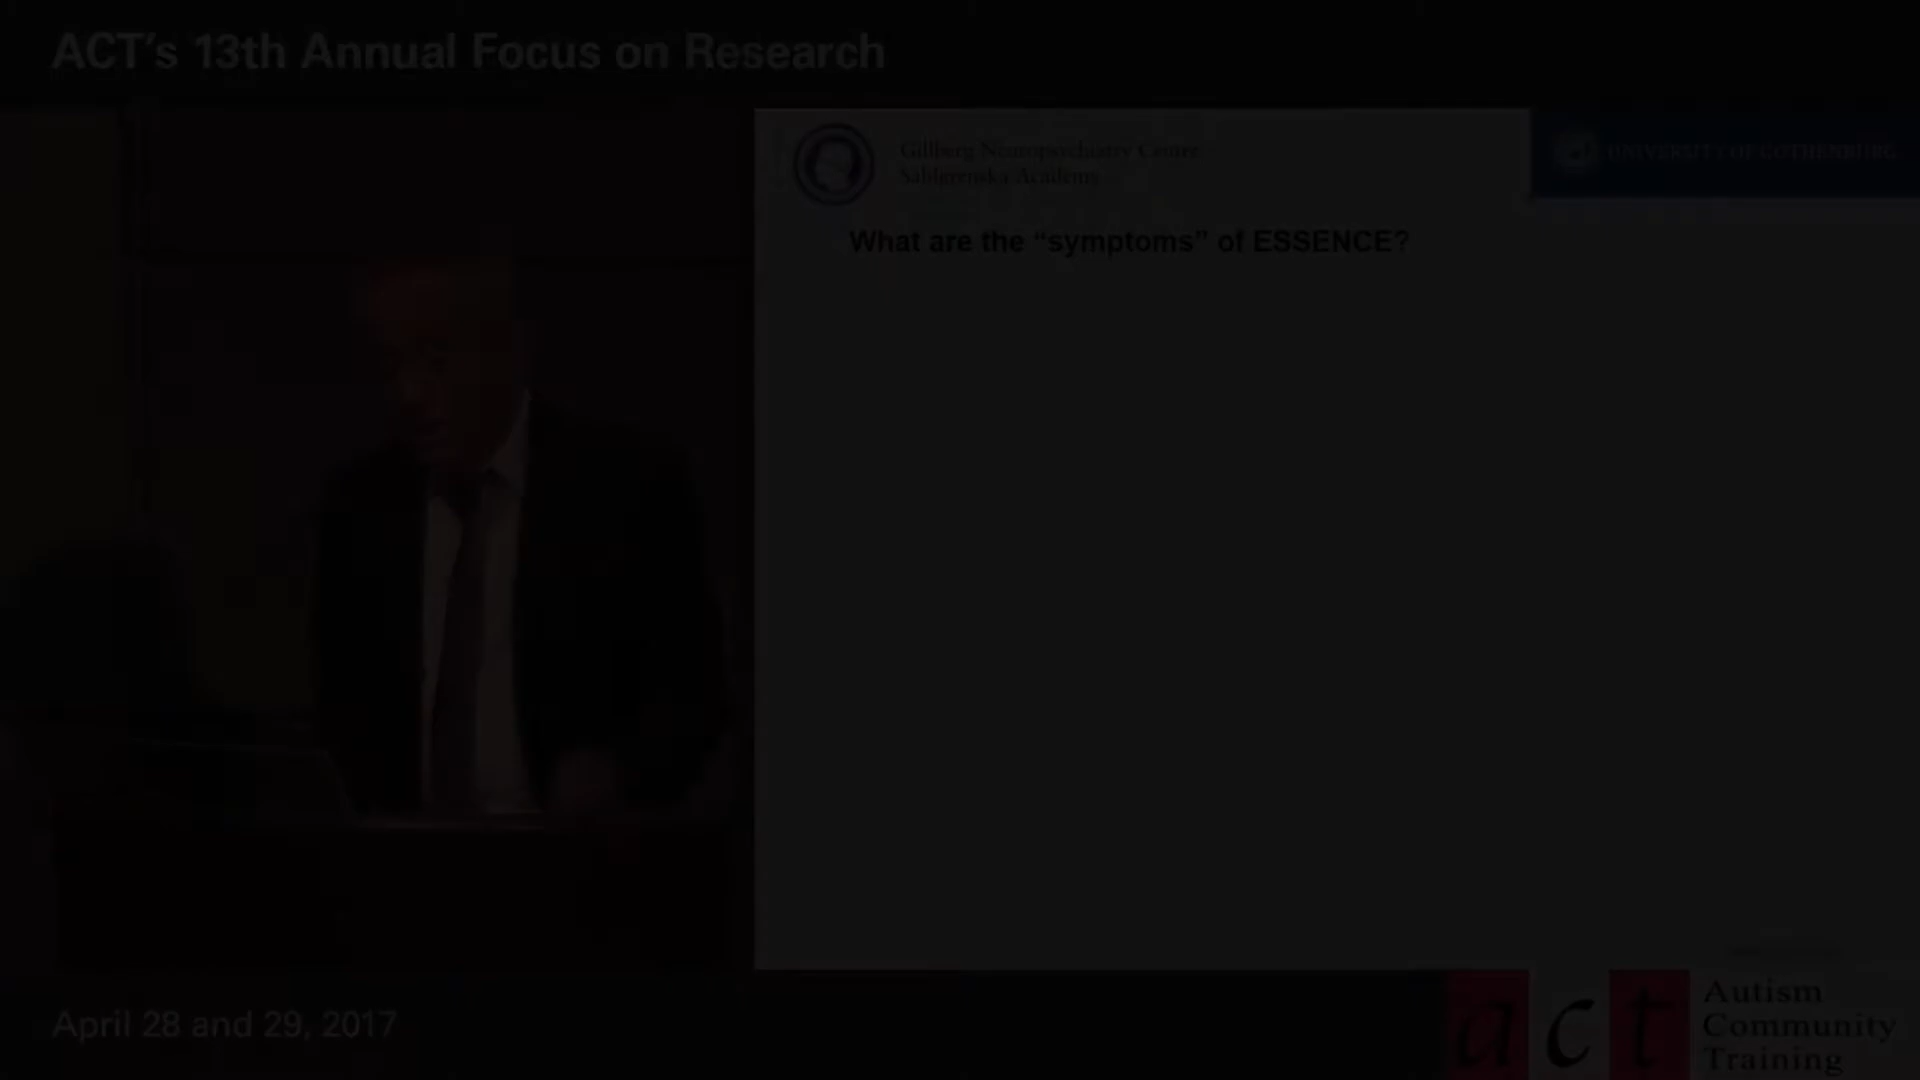 ACT's 13th Annual Focus on Research
Gillberg Neuropsychiatry Centre
Sahlgrenska Academy
UNIVERSITY OF GOTHENBURG
What are the “symptoms” of ESSENCE?
April 28 and 29, 2017
act
Autism
Community
Training